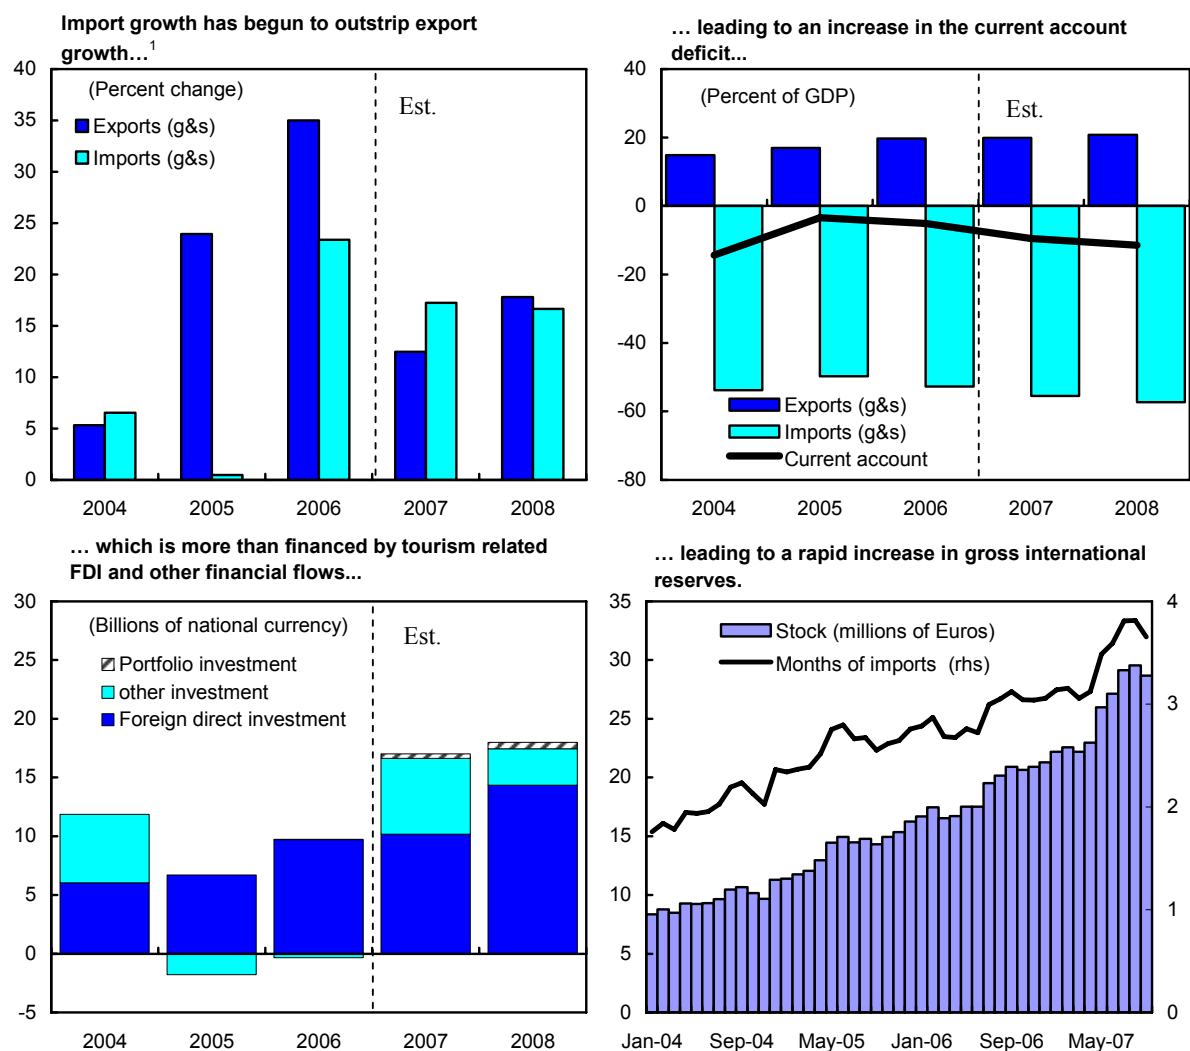 Import growth has begun to outstrip export
growth…1
40
35
30
25
20
15
10
5
0
(Percent change)
Exports (g&s)
Imports (g&s)
Est.
2004 2005 2006 2007 2008
… leading to an increase in the current account
deficit...
40
20
0
-20
-40
-60
-80
(Percent of GDP)
Est.
Exports (g&s)
Imports (g&s)
Current account
2004 2005 2006 2007 2008
… which is more than financed by tourism related
FDI and other financial flows...
30
25
20
15
10
5
0
-5
(Billions of national currency)
Portfolio investment
other investment
Foreign direct investment
Est.
2004 2005 2006 2007 2008
… leading to a rapid increase in gross international
reserves.
35
30
25
20
15
10
5
0
Stock (millions of Euros)
Months of imports (rhs)
4
3
2
1
0
Jan-04 Sep-04 May-05 Jan-06 Sep-06 May-07